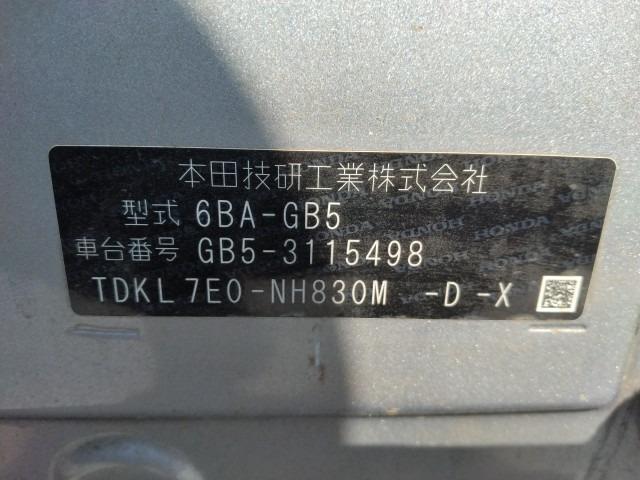 本田技研工業株式会社
型式 6BA-GB5
車台番号 GB5-3115498
TDKL7E0-NH830M -D -X